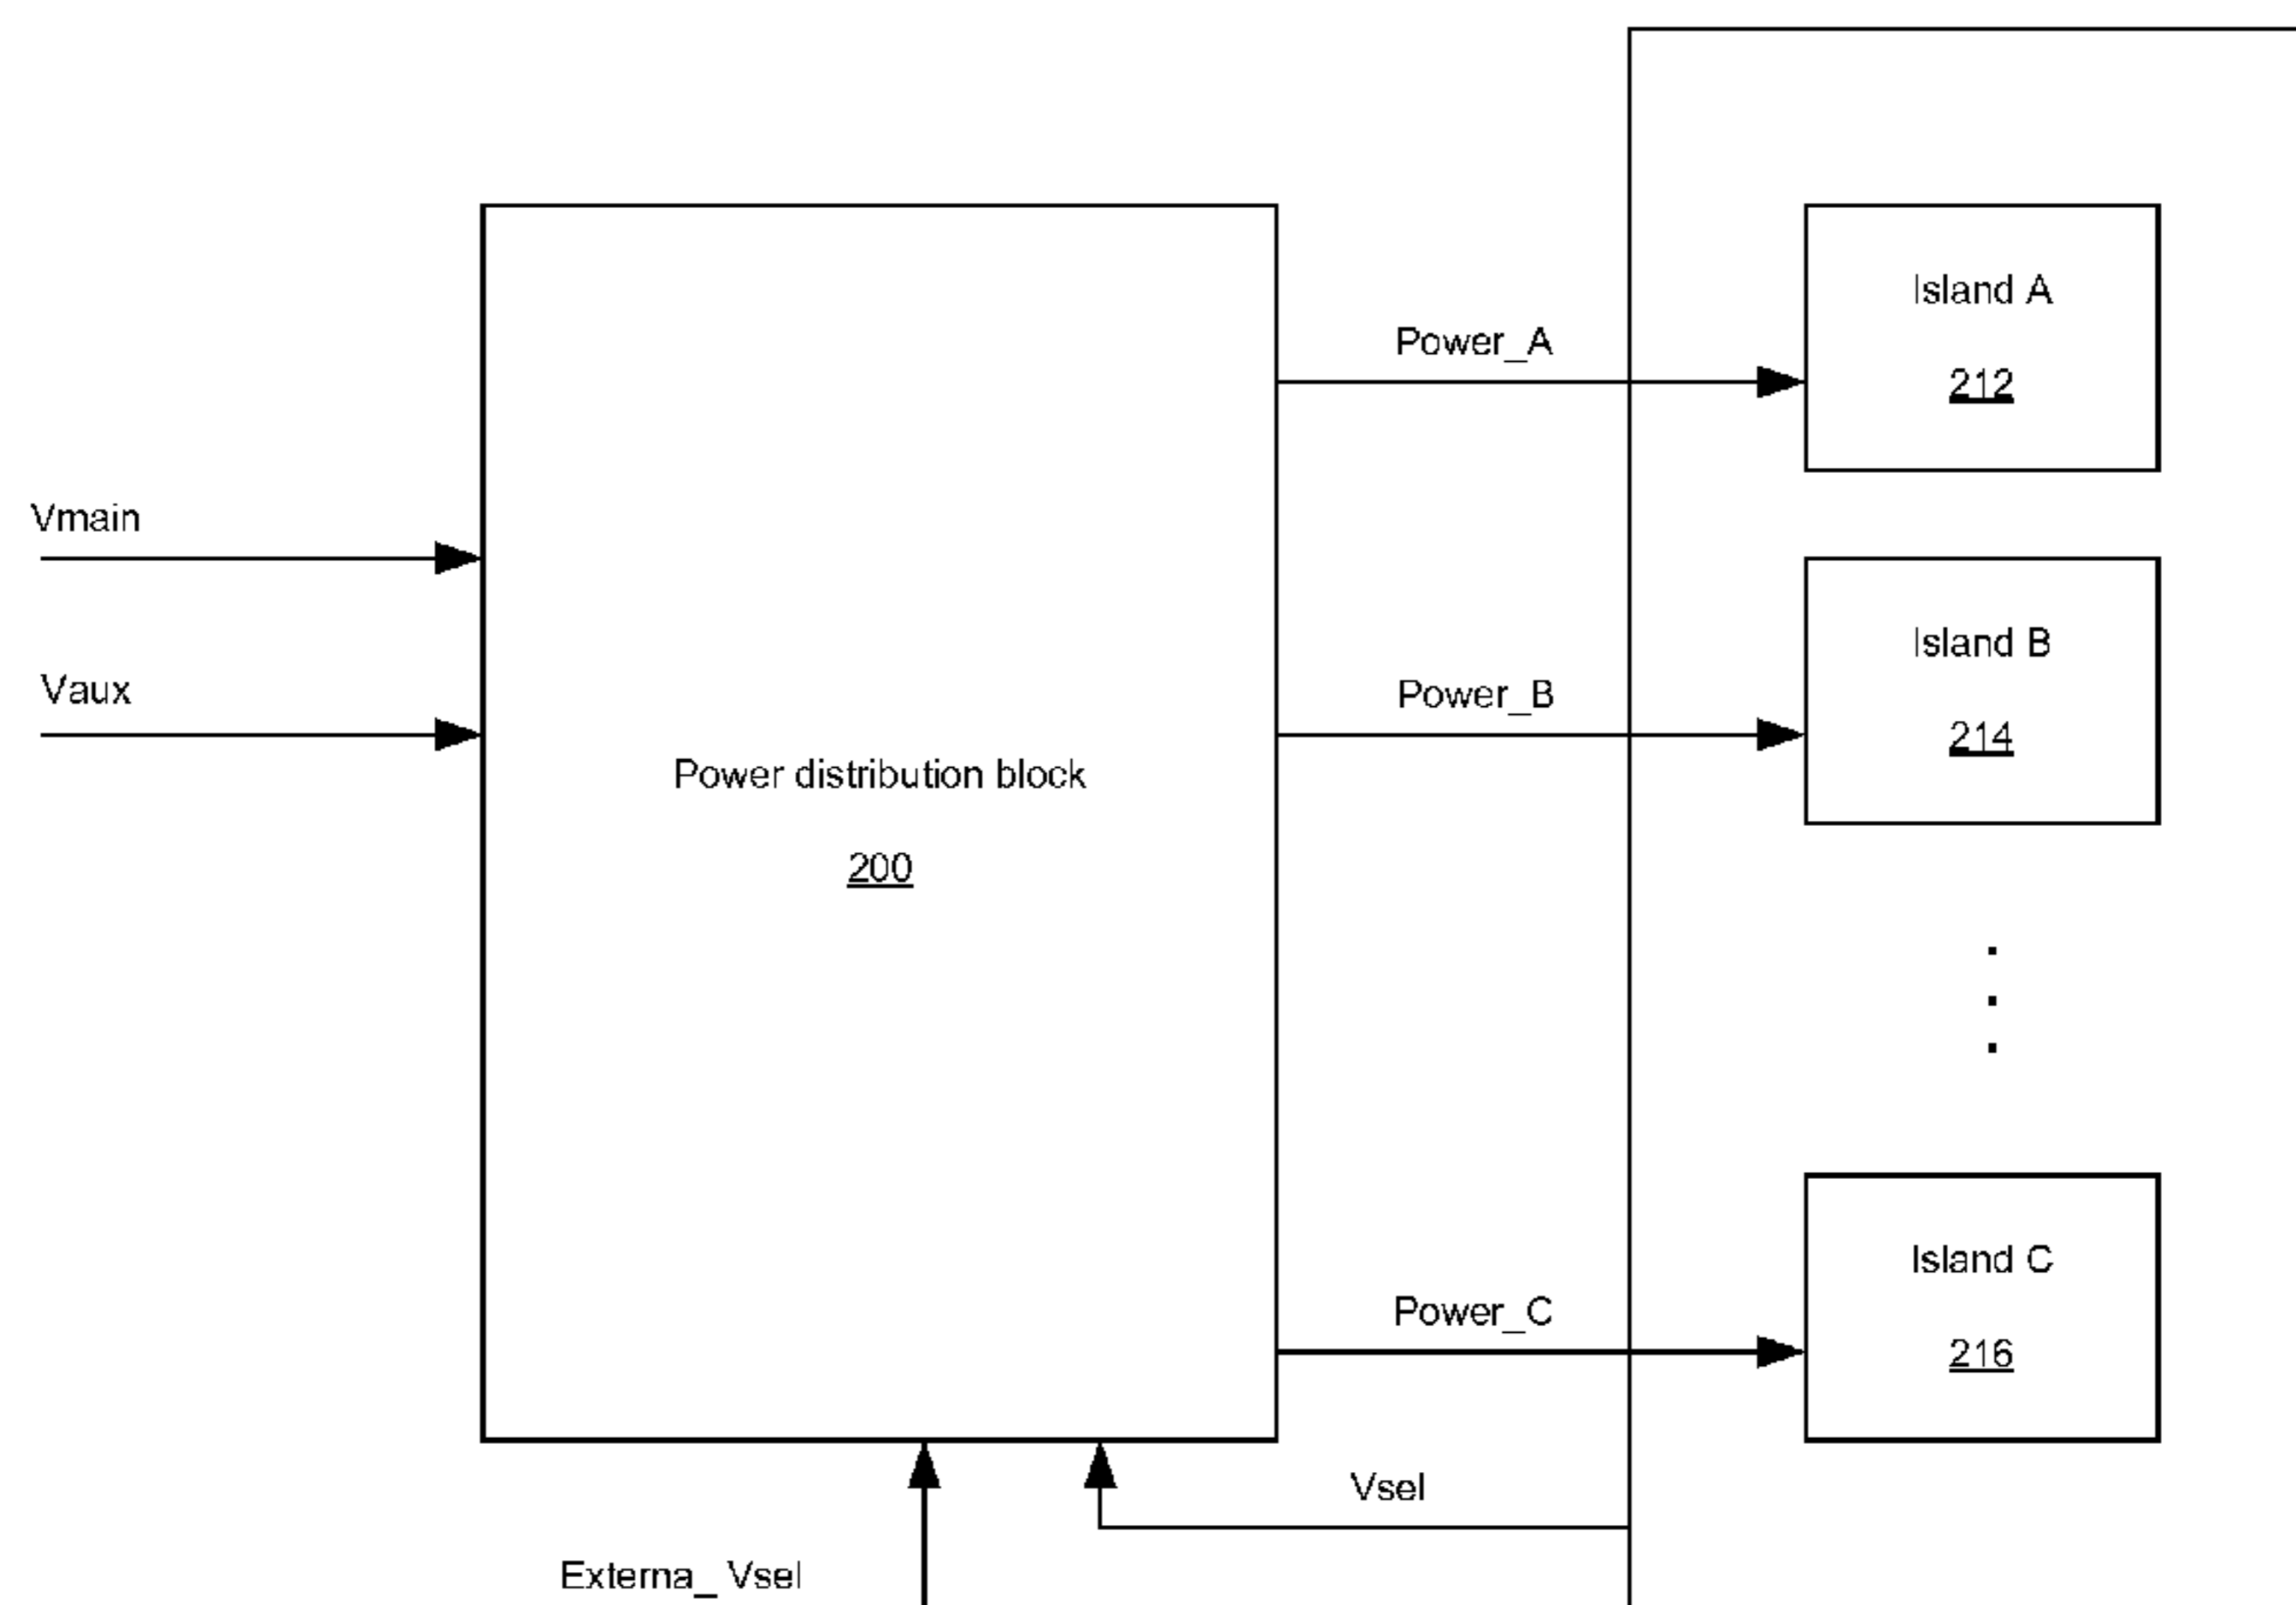 Island A
Power_A
212
Vmain
Island B
Vaux
Power_B
214
Power distribution block
200
Island C
Power_C
216
Vsel
Externa_ Vsel